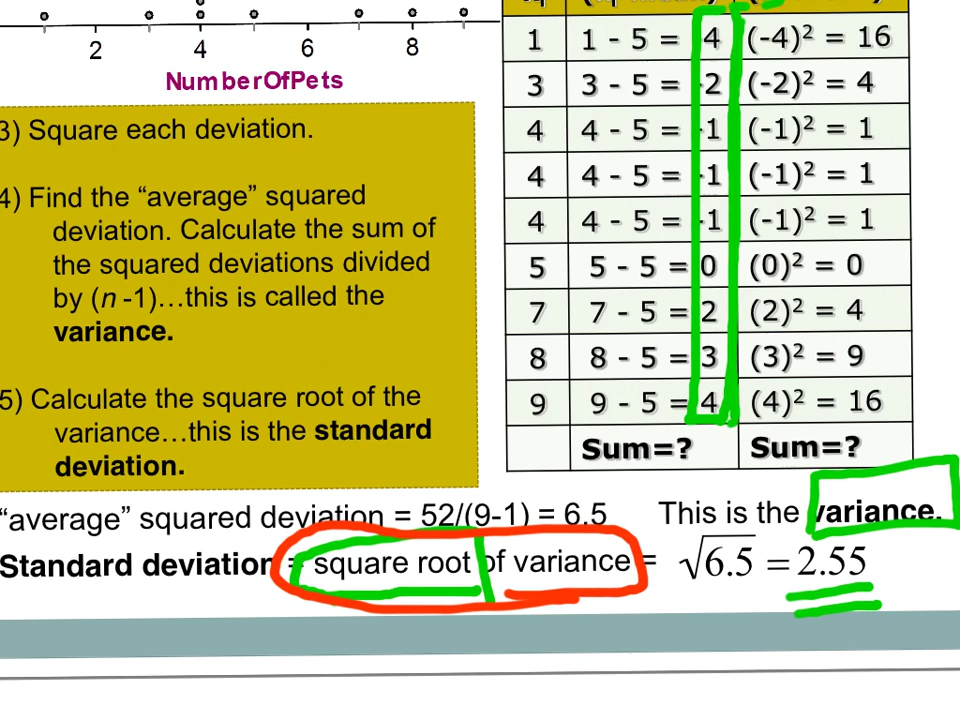 2 4 6 8
NumberOfPets
3) Square each deviation.
4) Find the “average” squared
deviation. Calculate the sum of
the squared deviations divided
by (n -1)…this is called the
variance.
5) Calculate the square root of the
variance…this is the standard
deviation.
1 1 - 5 = 4 (-4)² = 16
3 3 - 5 = -2 (-2)² = 4
4 4 - 5 = -1 (-1)² = 1
4 4 - 5 = -1 (-1)² = 1
4 4 - 5 = -1 (-1)² = 1
5 5 - 5 = 0 (0)² = 0
7 7 - 5 = 2 (2)² = 4
8 8 - 5 = 3 (3)² = 9
9 9 - 5 = 4 (4)² = 16
Sum=? Sum=?
“average” squared deviation = 52/(9-1) = 6.5 This is the variance.
Standard deviation = square root of variance = √6.5 = 2.55